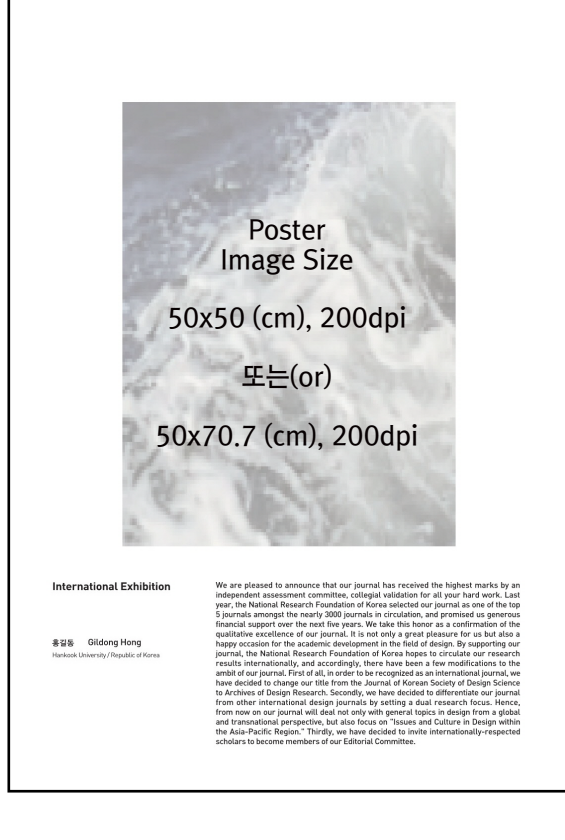 Poster
Image Size
50x50 (cm), 200dpi
또는(or)
50x70.7 (cm), 200dpi
International Exhibition
홍길동 Gildong Hong
Hankook University / Republic of Korea
We are pleased to announce that our journal has received the highest marks by an
independent assessment committee, collegial validation for all your hard work. Last
year, the National Research Foundation of Korea selected our journal as one of the top
5 journals amongst the nearly 3000 journals in circulation, and promised us generous
financial support over the next five years. We take this honor as a confirmation of the
qualitative excellence of our journal. It is not only a great pleasure for us but also a
happy occasion for the academic development in the field of design. By supporting our
journal, the National Research Foundation of Korea hopes to circulate our research
results internationally, and accordingly, there have been a few modifications to the
ambit of our journal. First of all, in order to be recognized as an international journal, we
have decided to change our title from the Journal of Korean Society of Design Science
to Archives of Design Research. Secondly, we have decided to differentiate our journal
from other international design journals by setting a dual research focus. Hence,
from now on our journal will deal not only with general topics in design from a global
and transnational perspective, but also focus on "Issues and Culture in Design within
the Asia-Pacific Region." Thirdly, we have decided to invite internationally-respected
scholars to become members of our Editorial Committee.